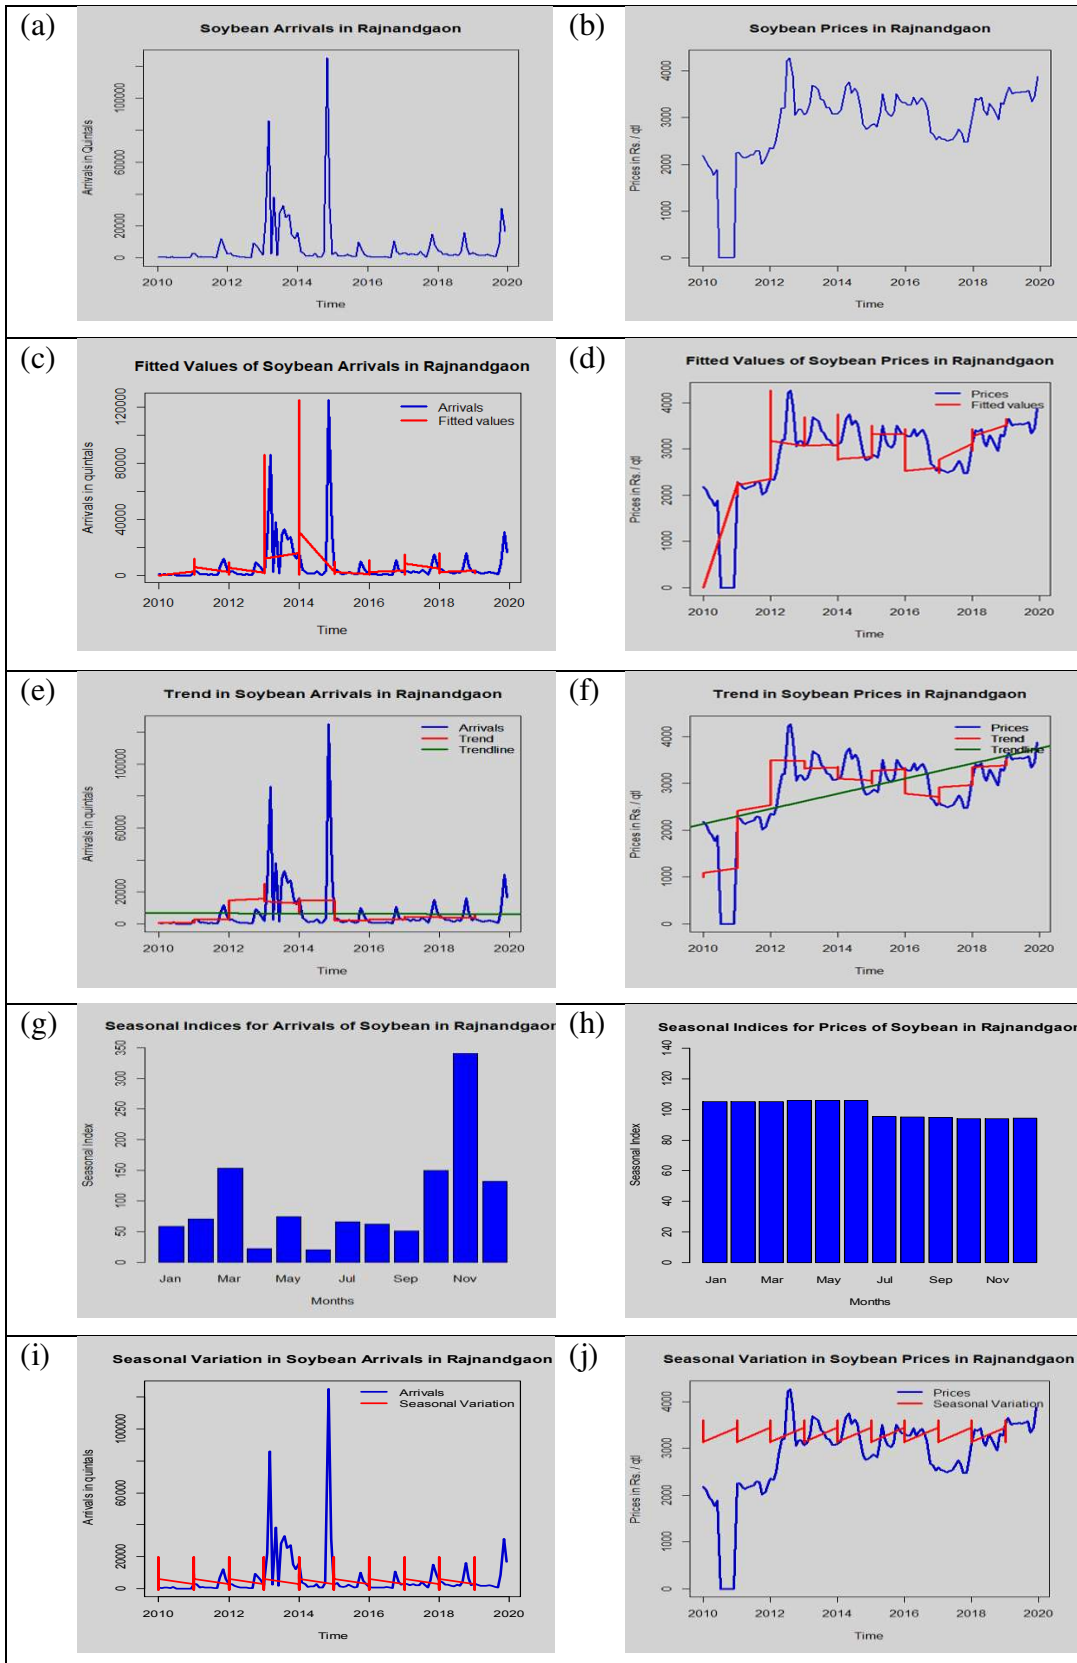 (a)
Soybean Arrivals in Rajnandgaon
Arrivals in Quintals
0 20000 60000 100000
2010 2012 2014 2016 2018 2020
Time
(b)
Soybean Prices in Rajnandgaon
Prices in Rs. / qtl
0 1000 2000 3000 4000
2010 2012 2014 2016 2018 2020
Time
(c)
Fitted Values of Soybean Arrivals in Rajnandgaon
Arrivals in quintals
0 40000 80000 120000
Arrivals
Fitted values
2010 2012 2014 2016 2018 2020
Time
(d)
Fitted Values of Soybean Prices in Rajnandgaon
Prices in Rs. / qtl
0 1000 2000 3000 4000
Prices
Fitted values
2010 2012 2014 2016 2018 2020
Time
(e)
Trend in Soybean Arrivals in Rajnandgaon
Arrivals in quintals
0 20000 60000 100000
Arrivals
Trend
Trendline
2010 2012 2014 2016 2018 2020
Time
(f)
Trend in Soybean Prices in Rajnandgaon
Prices in Rs. / qtl
0 1000 2000 3000 4000
Prices
Trend
Trendline
2010 2012 2014 2016 2018 2020
Time
(g)
Seasonal Indices for Arrivals of Soybean in Rajnandgaon
Seasonal Index
0 50 100 150 200 250 300 350
Jan Mar May Jul Sep Nov
Months
(h)
Seasonal Indices for Prices of Soybean in Rajnandgaon
Seasonal Index
0 20 40 60 80 100 120 140
Jan Mar May Jul Sep Nov
Months
(i)
Seasonal Variation in Soybean Arrivals in Rajnandgaon
Arrivals in quintals
0 20000 60000 100000
Arrivals
Seasonal Variation
2010 2012 2014 2016 2018 2020
Time
(j)
Seasonal Variation in Soybean Prices in Rajnandgaon
Prices in Rs. / qtl
0 1000 2000 3000 4000
Prices
Seasonal Variation
2010 2012 2014 2016 2018 2020
Time